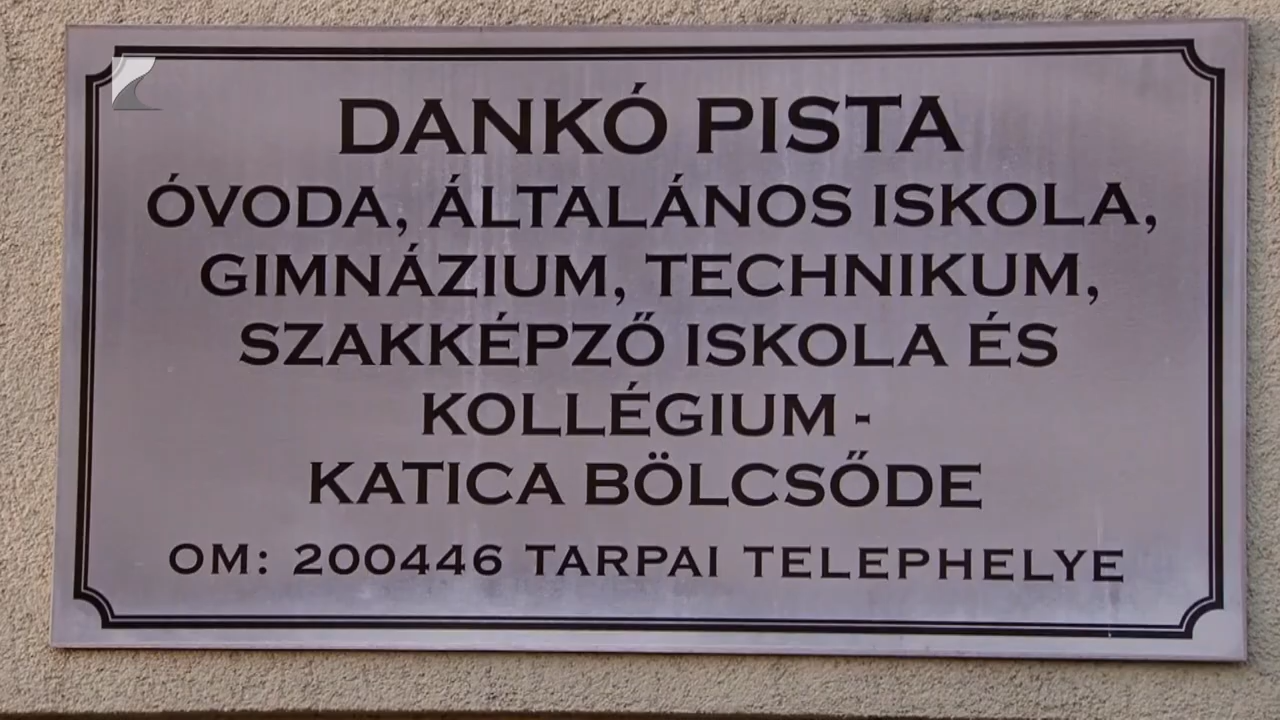 DANKÓ PISTA
ÓVODA, ÁLTALÁNOS ISKOLA,
GIMNÁZIUM, TECHNIKUM,
SZAKKÉPZŐ ISKOLA ÉS
KOLLÉGIUM -
KATICA BÖLCSŐDE
OM: 200446 TARPAI TELEPHELYE